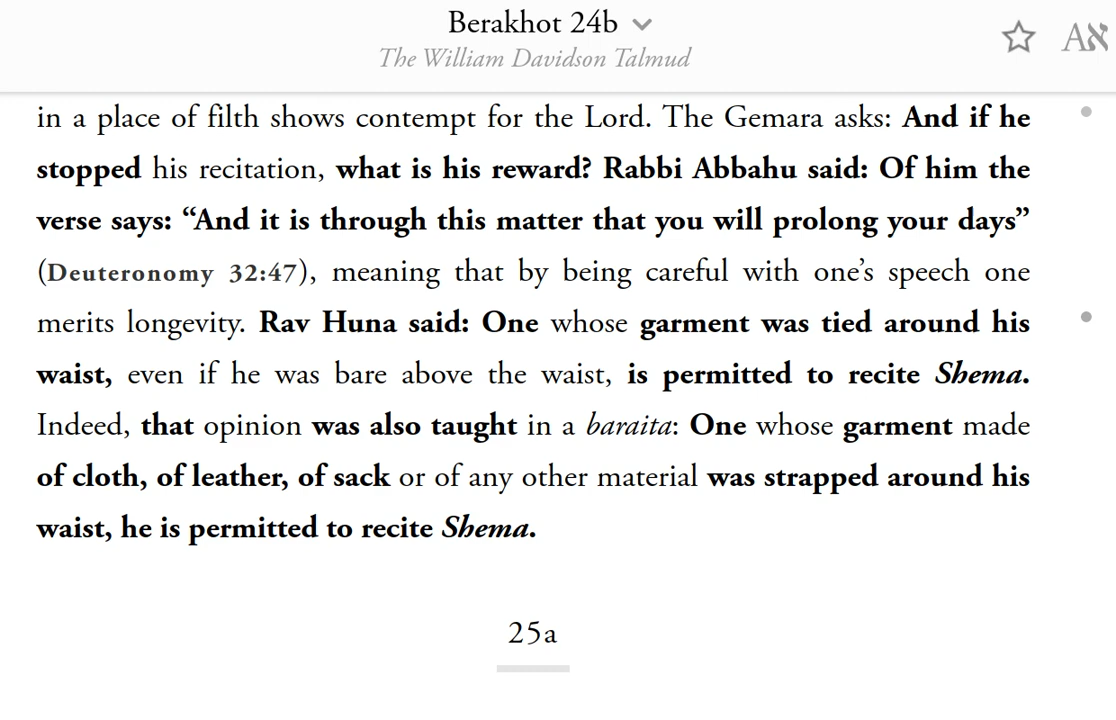 Berakhot 24b
The William Davidson Talmud
Aא
in a place of filth shows contempt for the Lord. The Gemara asks: And if he
stopped his recitation, what is his reward? Rabbi Abbahu said: Of him the
verse says: “And it is through this matter that you will prolong your days”
(Deuteronomy 32:47), meaning that by being careful with one’s speech one
merits longevity. Rav Huna said: One whose garment was tied around his
waist, even if he was bare above the waist, is permitted to recite Shema.
Indeed, that opinion was also taught in a baraita: One whose garment made
of cloth, of leather, of sack or of any other material was strapped around his
waist, he is permitted to recite Shema.
25a